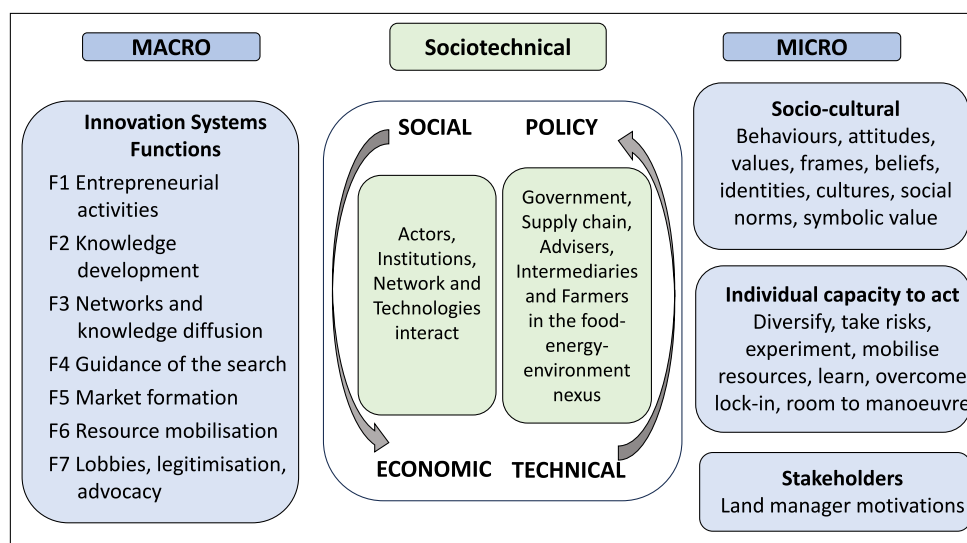 MACRO
Innovation Systems
Functions
F1 Entrepreneurial
activities
F2 Knowledge
development
F3 Networks and
knowledge diffusion
F4 Guidance of the search
F5 Market formation
F6 Resource mobilisation
F7 Lobbies, legitimisation,
advocacy
Sociotechnical
SOCIAL POLICY
Actors,
Institutions,
Network and
Technologies
interact
Government,
Supply chain,
Advisers,
Intermediaries
and Farmers
in the food-
energy-
environment
nexus
ECONOMIC TECHNICAL
MICRO
Socio-cultural
Behaviours, attitudes,
values, frames, beliefs,
identities, cultures, social
norms, symbolic value
Individual capacity to act
Diversify, take risks,
experiment, mobilise
resources, learn, overcome
lock-in, room to manoeuvre
Stakeholders
Land manager motivations